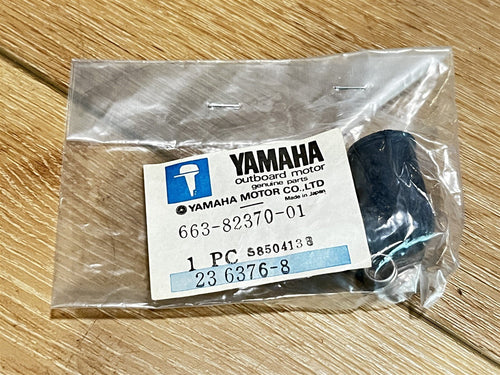 YAMAHA
outboard motor
genuine parts
YAMAHA MOTOR CO.,LTD
Made in Japan
663-82370-01
1 PC S8504138
23 6376-8